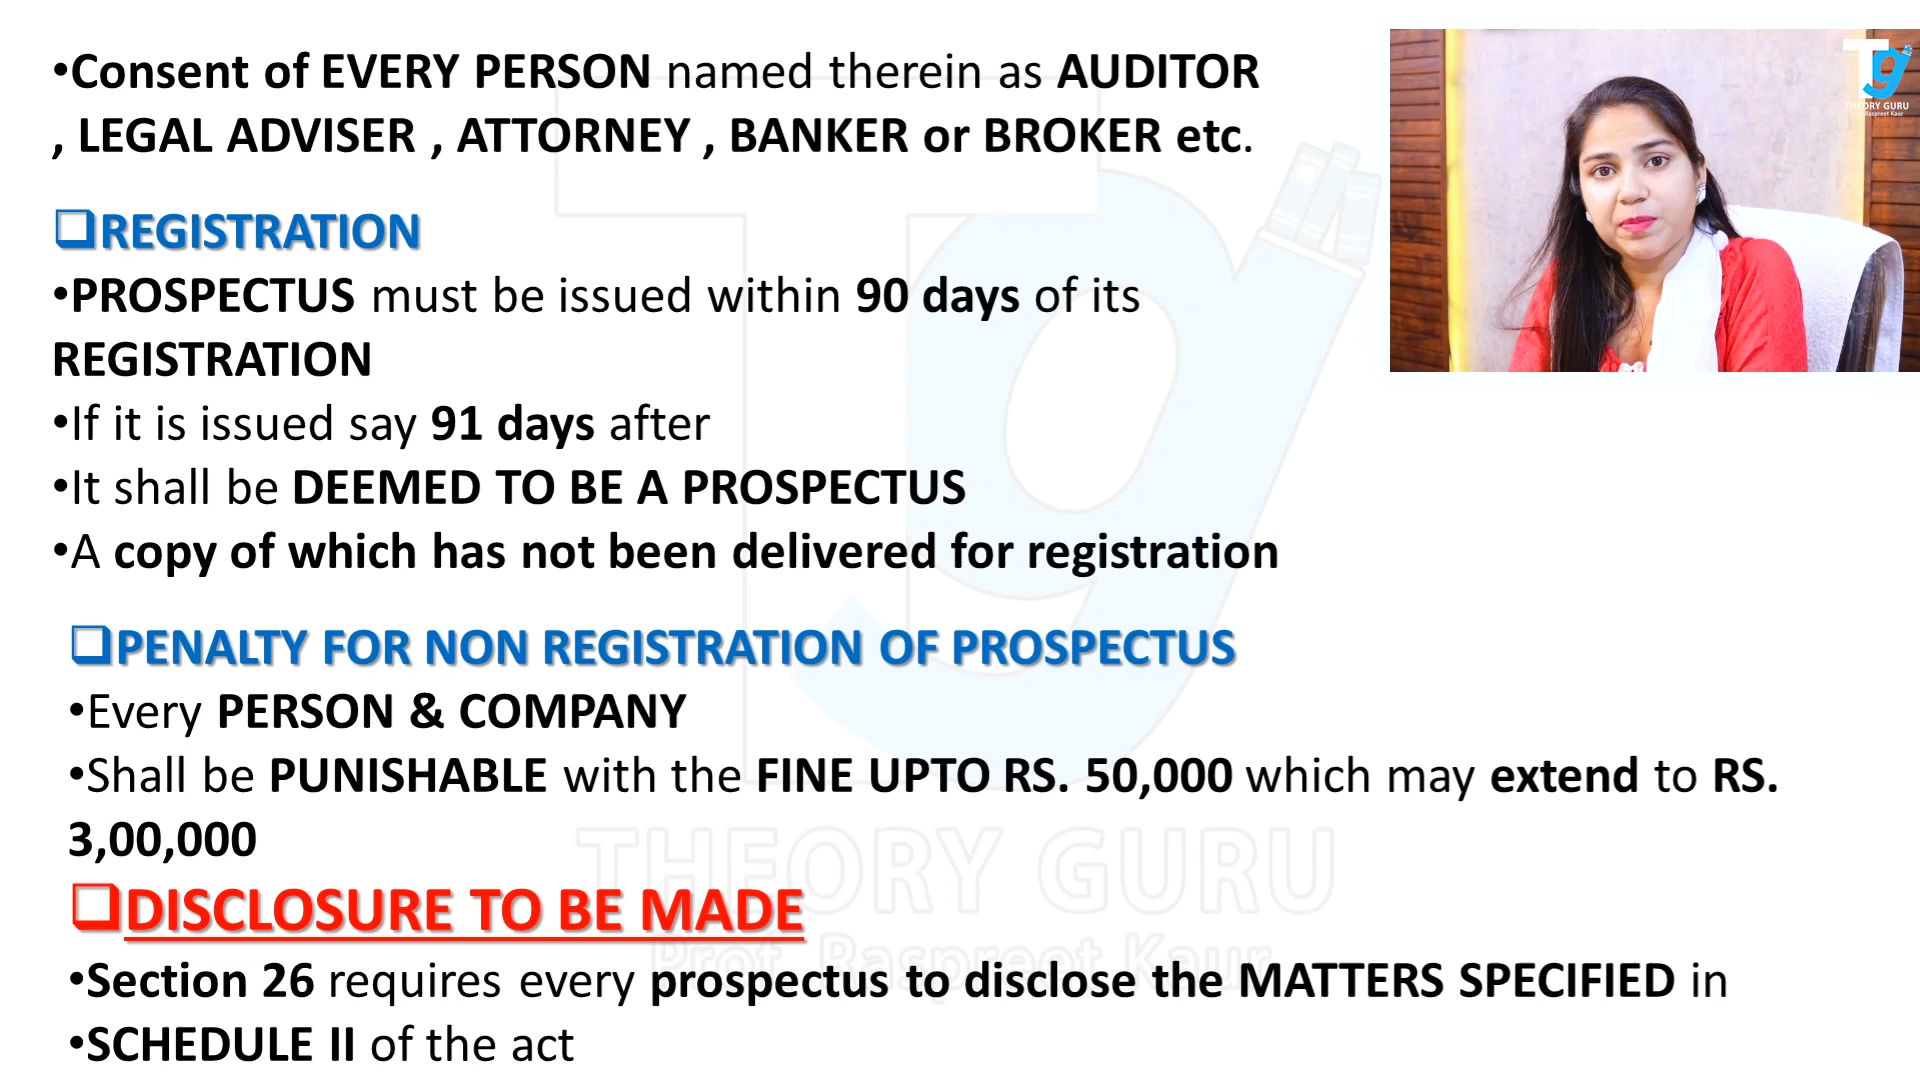 •Consent of EVERY PERSON named therein as AUDITOR
, LEGAL ADVISER , ATTORNEY , BANKER or BROKER etc.
❑REGISTRATION
•PROSPECTUS must be issued within 90 days of its
REGISTRATION
•If it is issued say 91 days after
•It shall be DEEMED TO BE A PROSPECTUS
•A copy of which has not been delivered for registration
❑PENALTY FOR NON REGISTRATION OF PROSPECTUS
•Every PERSON & COMPANY
•Shall be PUNISHABLE with the FINE UPTO RS. 50,000 which may extend to RS.
3,00,000
❑DISCLOSURE TO BE MADE
•Section 26 requires every prospectus to disclose the MATTERS SPECIFIED in
•SCHEDULE II of the act
Tg
THEORY GURU
Raspreet Kaur
Tg
THEORY GURU
Prof. Raspreet Kaur